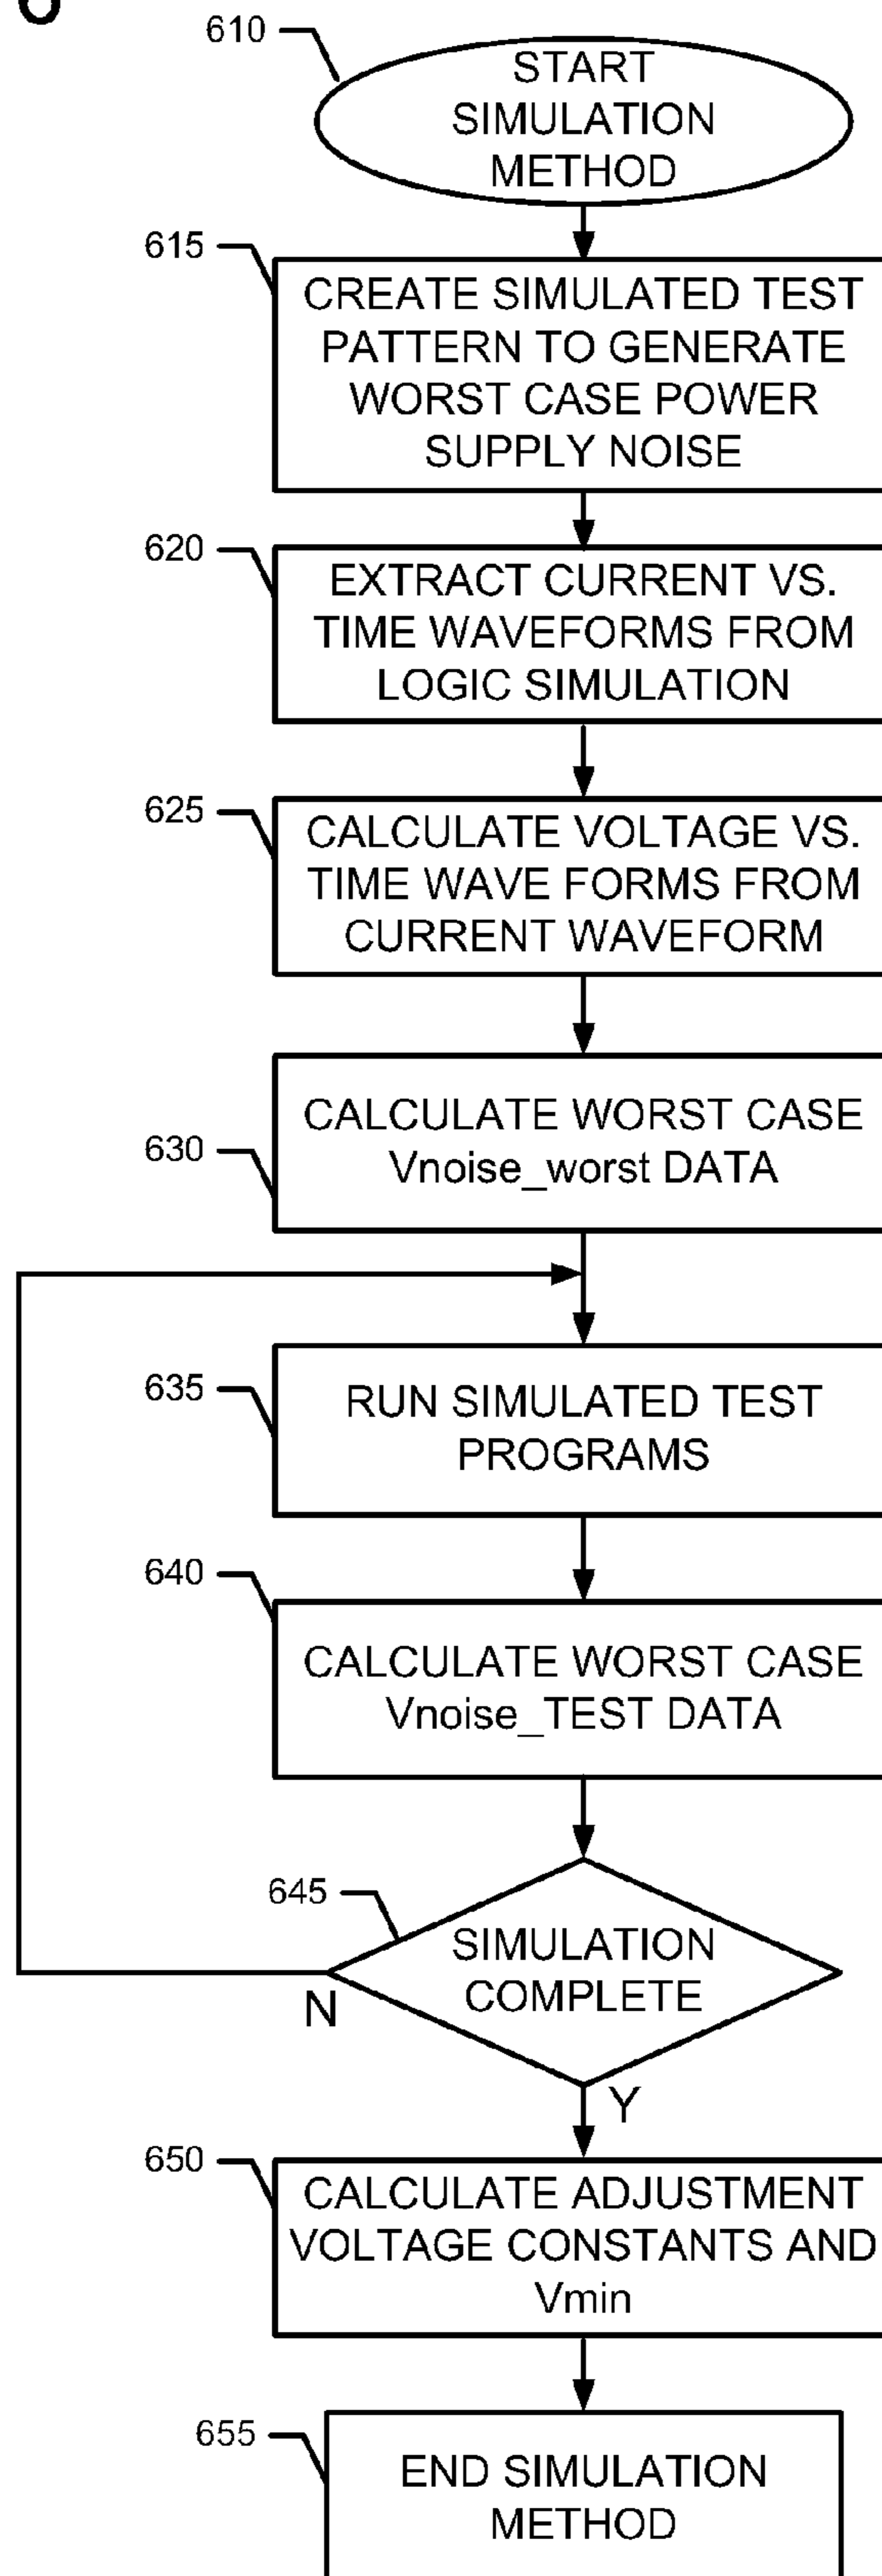 610
START
SIMULATION
METHOD
615
CREATE SIMULATED TEST
PATTERN TO GENERATE
WORST CASE POWER
SUPPLY NOISE
620
EXTRACT CURRENT VS.
TIME WAVEFORMS FROM
LOGIC SIMULATION
625
CALCULATE VOLTAGE VS.
TIME WAVE FORMS FROM
CURRENT WAVEFORM
630
CALCULATE WORST CASE
Vnoise_worst DATA
635
RUN SIMULATED TEST
PROGRAMS
640
CALCULATE WORST CASE
Vnoise_TEST DATA
645
SIMULATION
COMPLETE
N
Y
650
CALCULATE ADJUSTMENT
VOLTAGE CONSTANTS AND
Vmin
655
END SIMULATION
METHOD